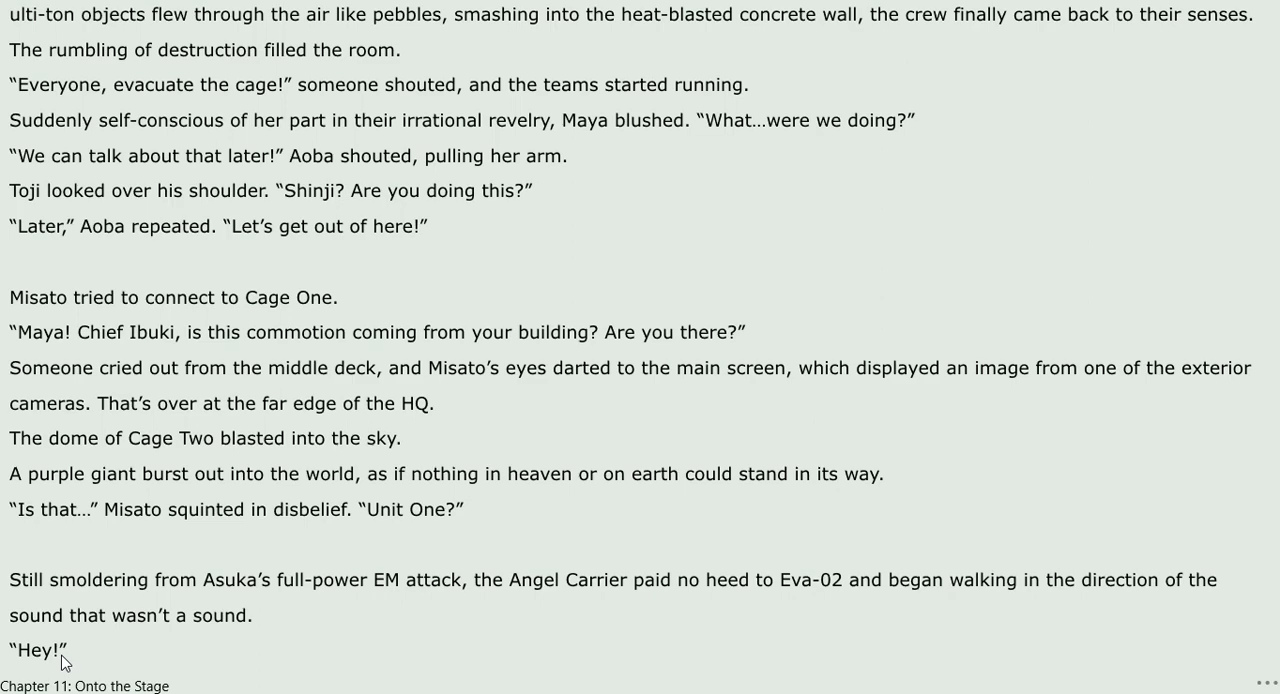 ulti-ton objects flew through the air like pebbles, smashing into the heat-blasted concrete wall, the crew finally came back to their senses.
The rumbling of destruction filled the room.
“Everyone, evacuate the cage!” someone shouted, and the teams started running.
Suddenly self-conscious of her part in their irrational revelry, Maya blushed. “What…were we doing?”
“We can talk about that later!” Aoba shouted, pulling her arm.
Toji looked over his shoulder. “Shinji? Are you doing this?”
“Later,” Aoba repeated. “Let’s get out of here!”
Misato tried to connect to Cage One.
“Maya! Chief Ibuki, is this commotion coming from your building? Are you there?”
Someone cried out from the middle deck, and Misato’s eyes darted to the main screen, which displayed an image from one of the exterior
cameras. That’s over at the far edge of the HQ.
The dome of Cage Two blasted into the sky.
A purple giant burst out into the world, as if nothing in heaven or on earth could stand in its way.
“Is that…” Misato squinted in disbelief. “Unit One?”
Still smoldering from Asuka’s full-power EM attack, the Angel Carrier paid no heed to Eva-02 and began walking in the direction of the
sound that wasn’t a sound.
“Hey!”
Chapter 11: Onto the Stage